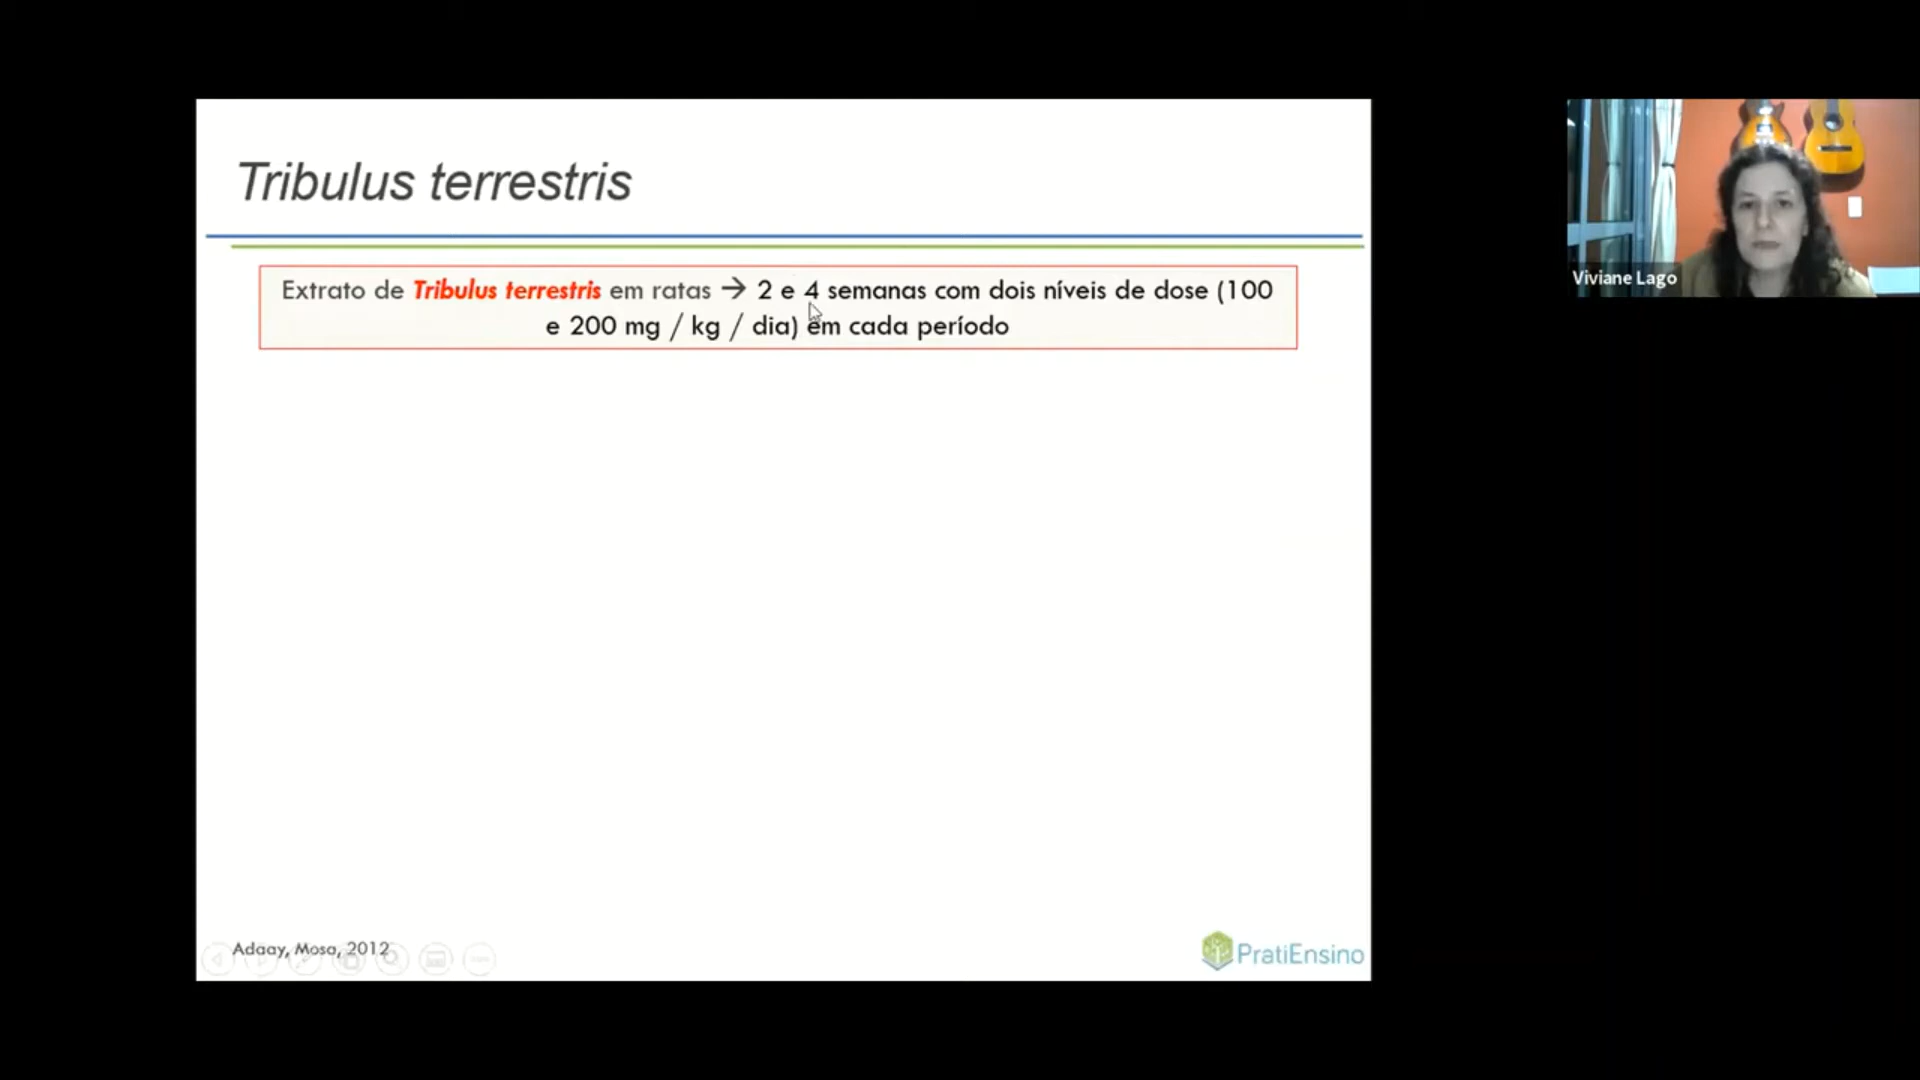 Tribulus terrestris
Extrato de Tribulus terrestris em ratas → 2 e 4 semanas com dois níveis de dose (100
e 200 mg / kg / dia) em cada período
Viviane Lago
Adaay, Mosa, 2012
PratiEnsino